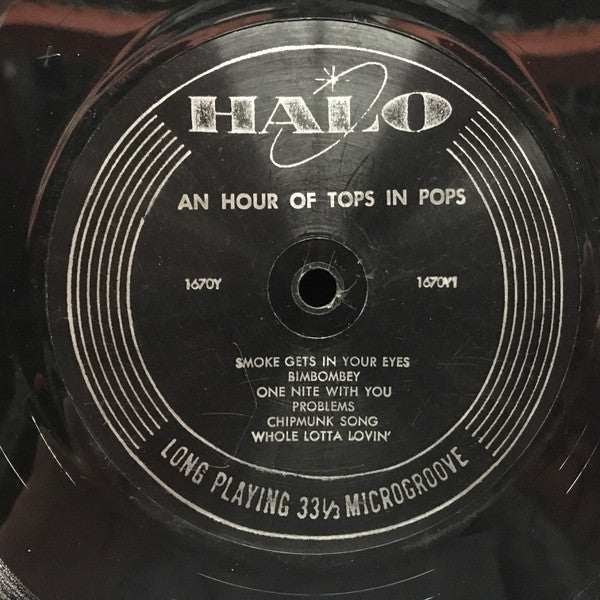 HALO
AN HOUR OF TOPS IN POPS
1670Y 1670Y1
SMOKE GETS IN YOUR EYES
BIMBOMBEY
ONE NITE WITH YOU
PROBLEMS
CHIPMUNK SONG
WHOLE LOTTA LOVIN'
LONG PLAYING 33⅓ MICROGROOVE